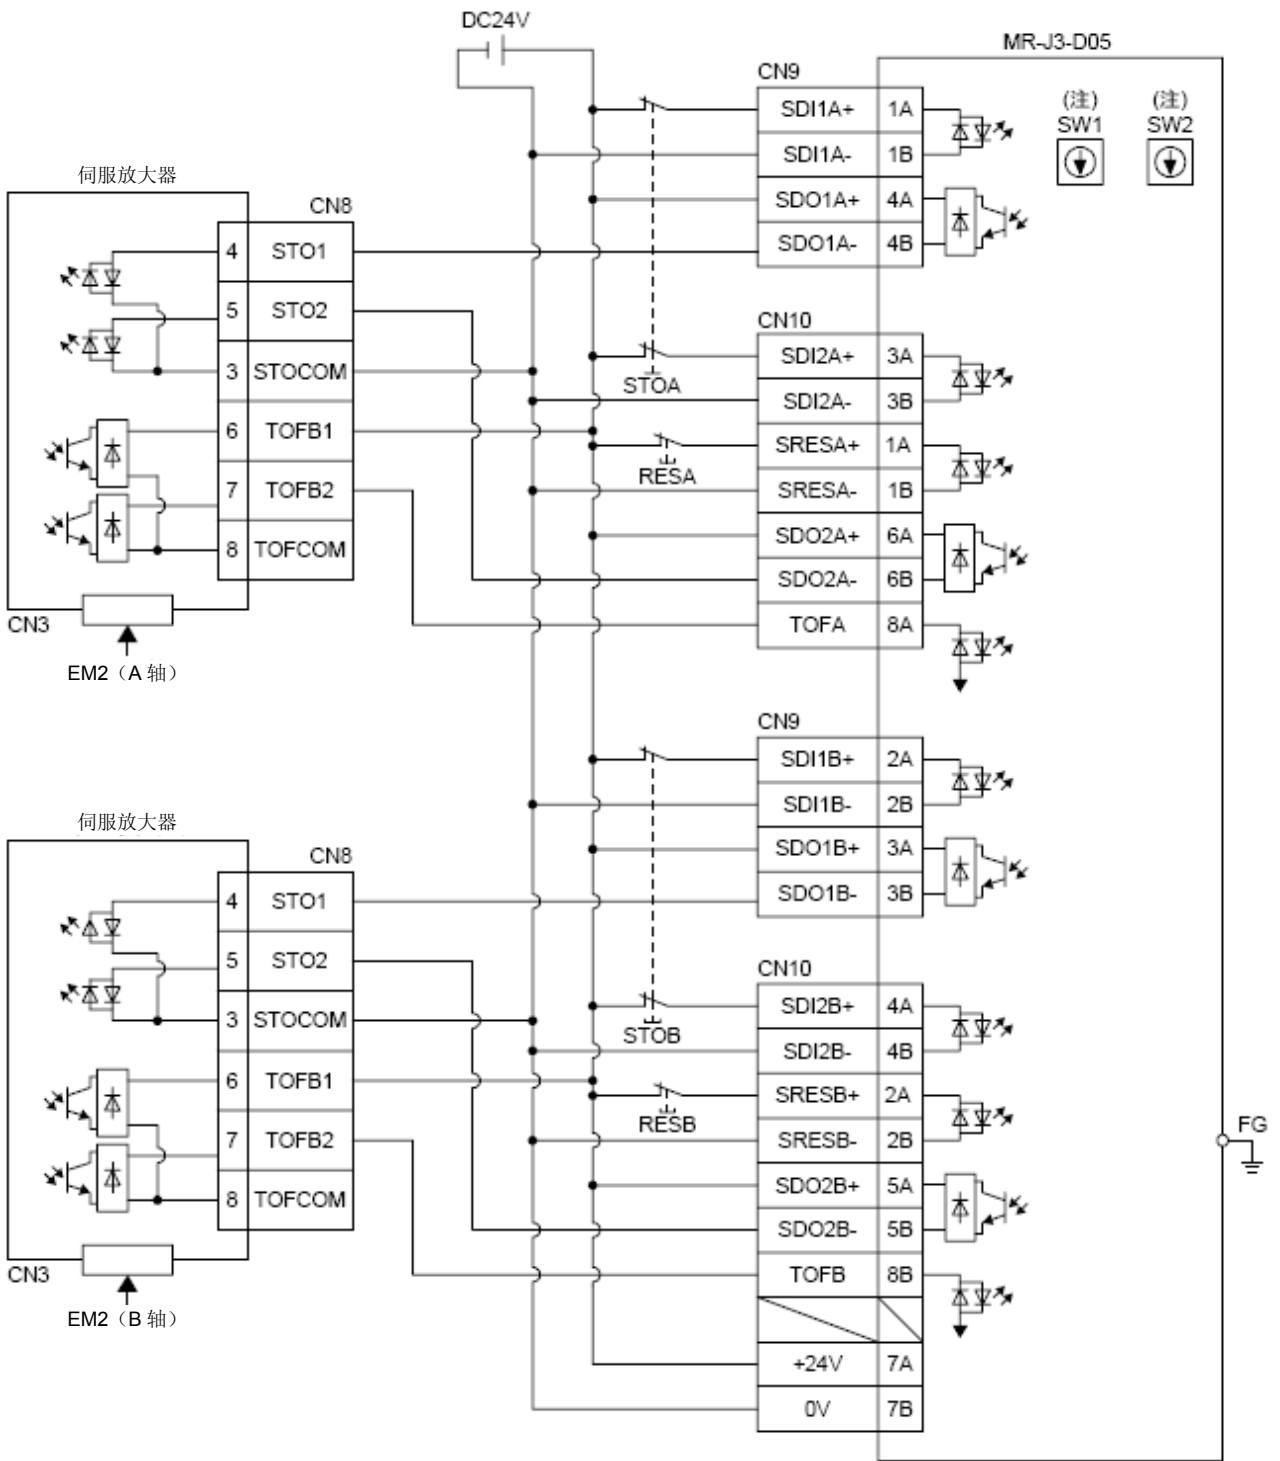 DC24V
MR-J3-D05
CN9
SDI1A+ 1A
SDI1A- 1B
SDO1A+ 4A
SDO1A- 4B
(注)
SW1
(注)
SW2
伺服放大器
CN8
4 STO1
5 STO2
3 STOCOM
6 TOFB1
7 TOFB2
8 TOFCOM
CN3
EM2（A 轴）
STOA
RESA
CN10
SDI2A+ 3A
SDI2A- 3B
SRESA+ 1A
SRESA- 1B
SDO2A+ 6A
SDO2A- 6B
TOFA 8A
CN9
SDI1B+ 2A
SDI1B- 2B
SDO1B+ 3A
SDO1B- 3B
伺服放大器
CN8
4 STO1
5 STO2
3 STOCOM
6 TOFB1
7 TOFB2
8 TOFCOM
CN3
EM2（B 轴）
STOB
RESB
CN10
SDI2B+ 4A
SDI2B- 4B
SRESB+ 2A
SRESB- 2B
SDO2B+ 5A
SDO2B- 5B
TOFB 8B
+24V 7A
0V 7B
FG